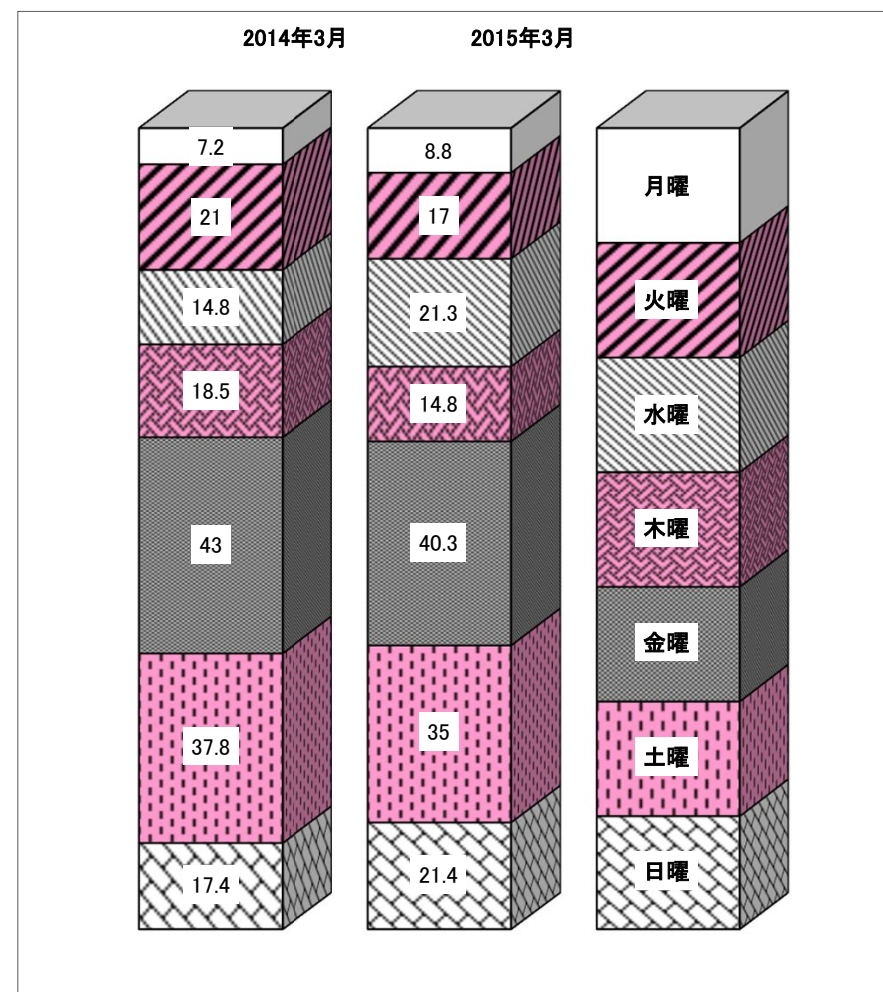 2014年3月 2015年3月
7.2 8.8 月曜
21 17 火曜
14.8 21.3 水曜
18.5 14.8 木曜
43 40.3 金曜
37.8 35 土曜
17.4 21.4 日曜